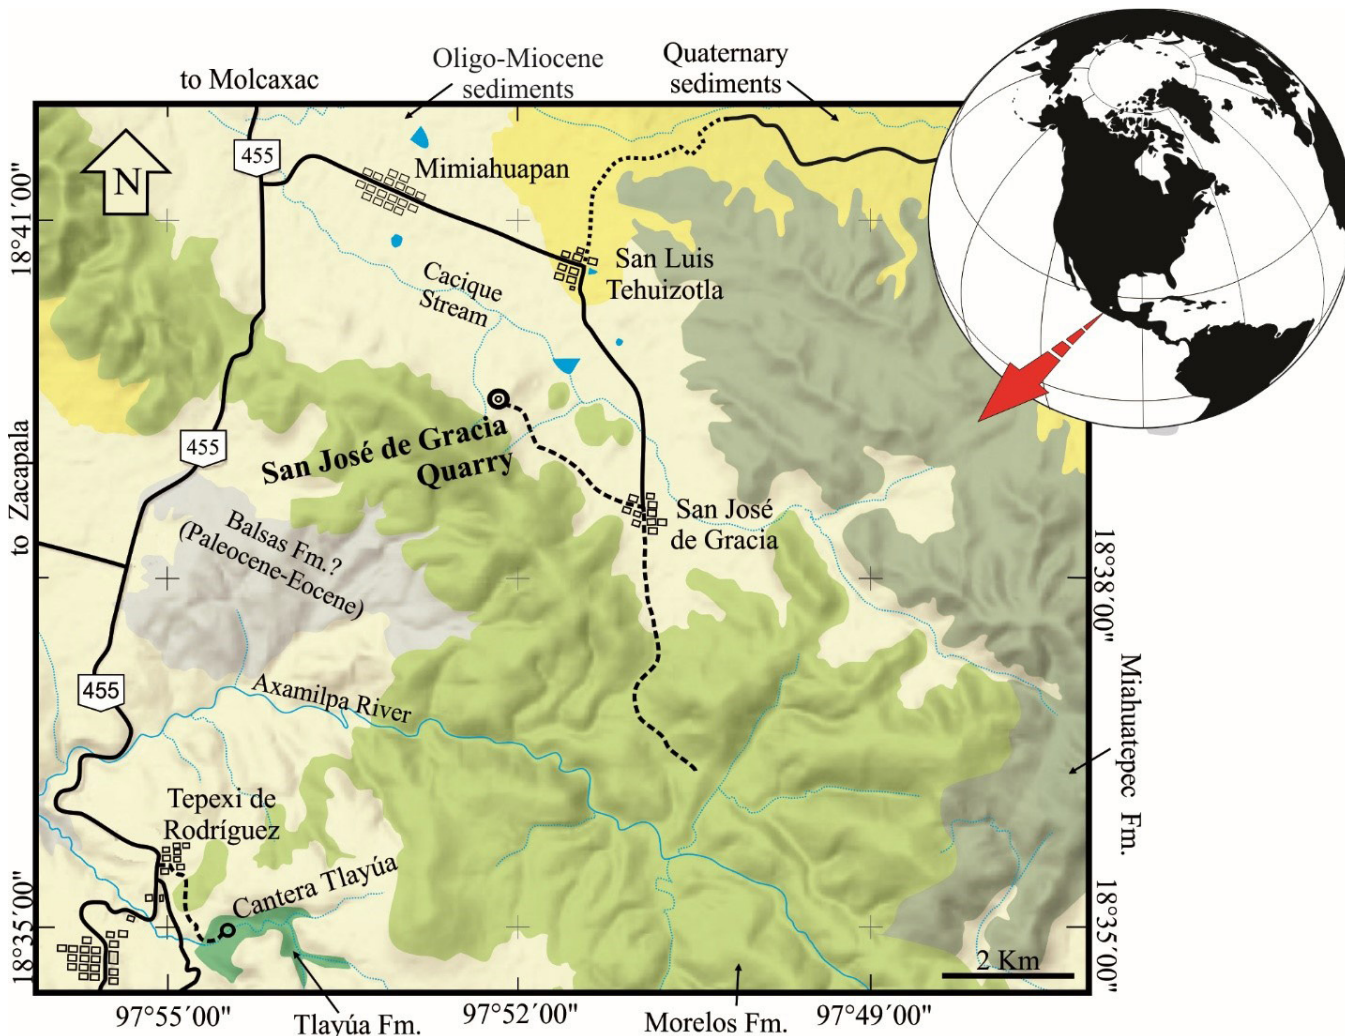 to Molcaxac
Oligo-Miocene
sediments
Quaternary
sediments
N
455
Mimiahuapan
18°41´00´´
San Luis
Tehuizotla
Cacique
Stream
455
San José de Gracia
Quarry
to Zacapala
San José
de Gracia
Balsas Fm.?
(Paleocene-Eocene)
18°38´00´´
455
Axamilpa River
Miahuatepec Fm.
Tepexi de
Rodríguez
Cantera Tlayúa
18°35´00"
18°35´00"
2 Km
97°55´00"
97°52´00"
97°49´00"
Tlayúa Fm.
Morelos Fm.